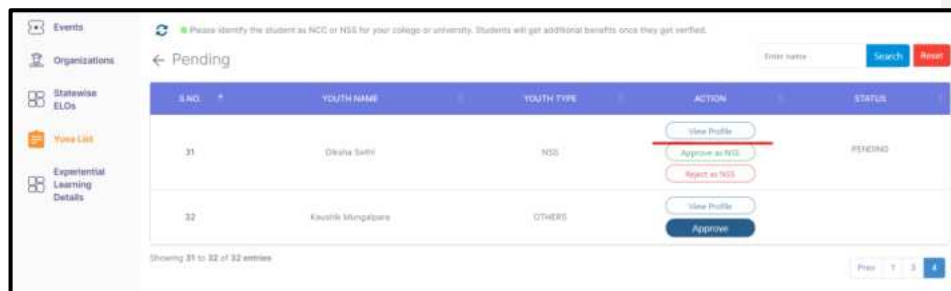 Events
Organizations
Statewise
ELOs
Yuva List
Experiential
Learning
Details
Please identify the student as NCC or NSS for your college or university. Students will get additional benefits once they get verified.
← Pending
Enter name
Search
Reset
S.NO. YOUTH NAME YOUTH TYPE ACTION STATUS
31 Diksha Sethi NSS View Profile PENDING
Approve as NSS
Reject as NSS
32 Kaushik Mungalpara OTHERS View Profile
Approve
Showing 31 to 32 of 32 entries
Prev 1 3 4